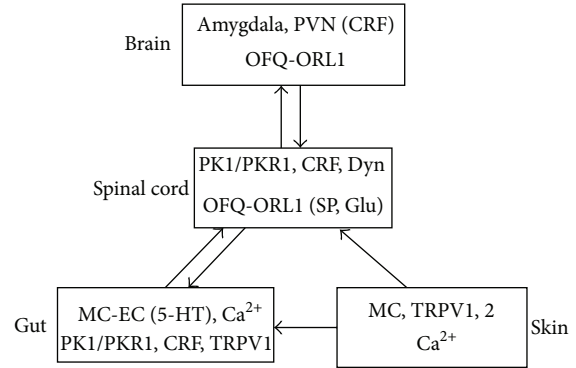 Brain
Amygdala, PVN (CRF)
OFQ-ORL1
Spinal cord
PK1/PKR1, CRF, Dyn
OFQ-ORL1 (SP, Glu)
Gut
MC-EC (5-HT), Ca²⁺
PK1/PKR1, CRF, TRPV1
MC, TRPV1, 2
Ca²⁺
Skin